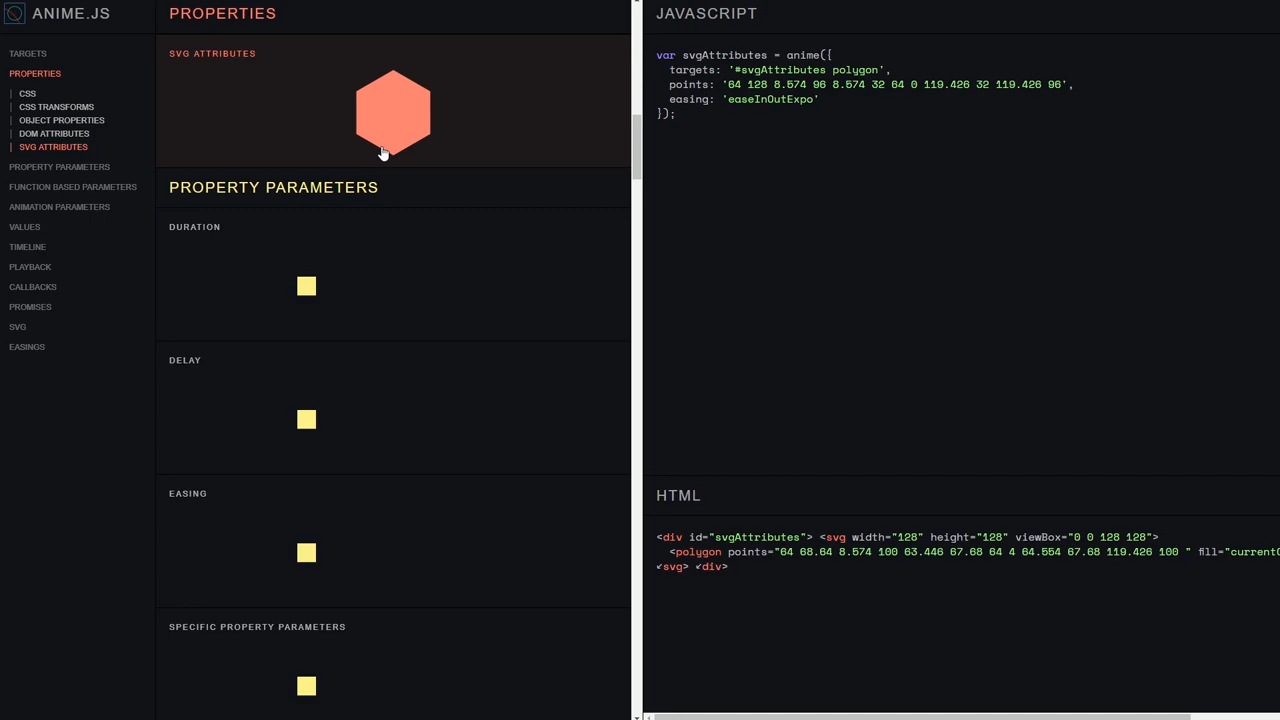 ANIME.JS
TARGETS
PROPERTIES
CSS
CSS TRANSFORMS
OBJECT PROPERTIES
DOM ATTRIBUTES
SVG ATTRIBUTES
PROPERTY PARAMETERS
FUNCTION BASED PARAMETERS
ANIMATION PARAMETERS
VALUES
TIMELINE
PLAYBACK
CALLBACKS
PROMISES
SVG
EASINGS
PROPERTIES
SVG ATTRIBUTES
PROPERTY PARAMETERS
DURATION
DELAY
EASING
SPECIFIC PROPERTY PARAMETERS
JAVASCRIPT
var svgAttributes = anime({
targets: '#svgAttributes polygon',
points: '64 128 8.574 96 8.574 32 64 0 119.426 32 119.426 96',
easing: 'easeInOutExpo'
});
HTML
<div id="svgAttributes"> <svg width="128" height="128" viewBox="0 0 128 128">
<polygon points="64 68.64 8.574 100 63.446 67.68 64 4 64.554 67.68 119.426 100 " fill="currentC
</svg> </div>